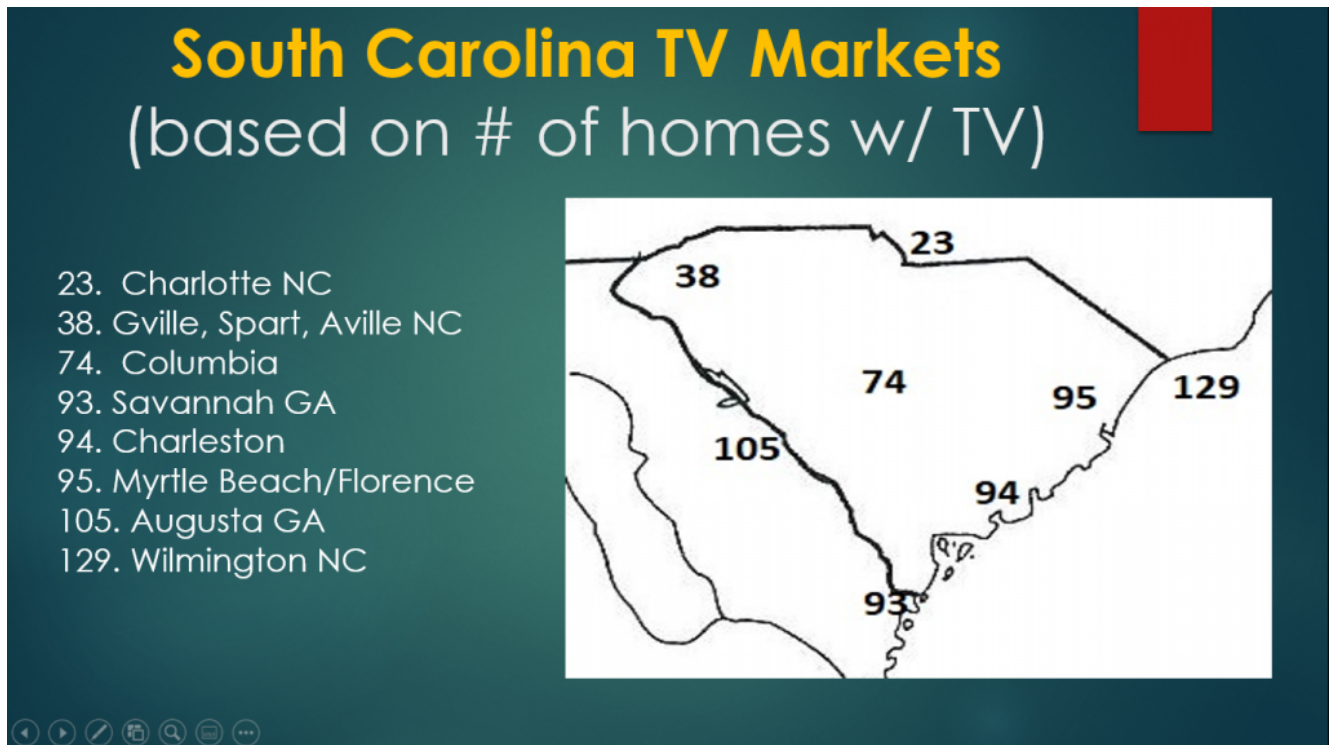 South Carolina TV Markets
(based on # of homes w/ TV)
23. Charlotte NC
38. Gville, Spart, Aville NC
74. Columbia
93. Savannah GA
94. Charleston
95. Myrtle Beach/Florence
105. Augusta GA
129. Wilmington NC
23
38
74
95
129
105
94
93